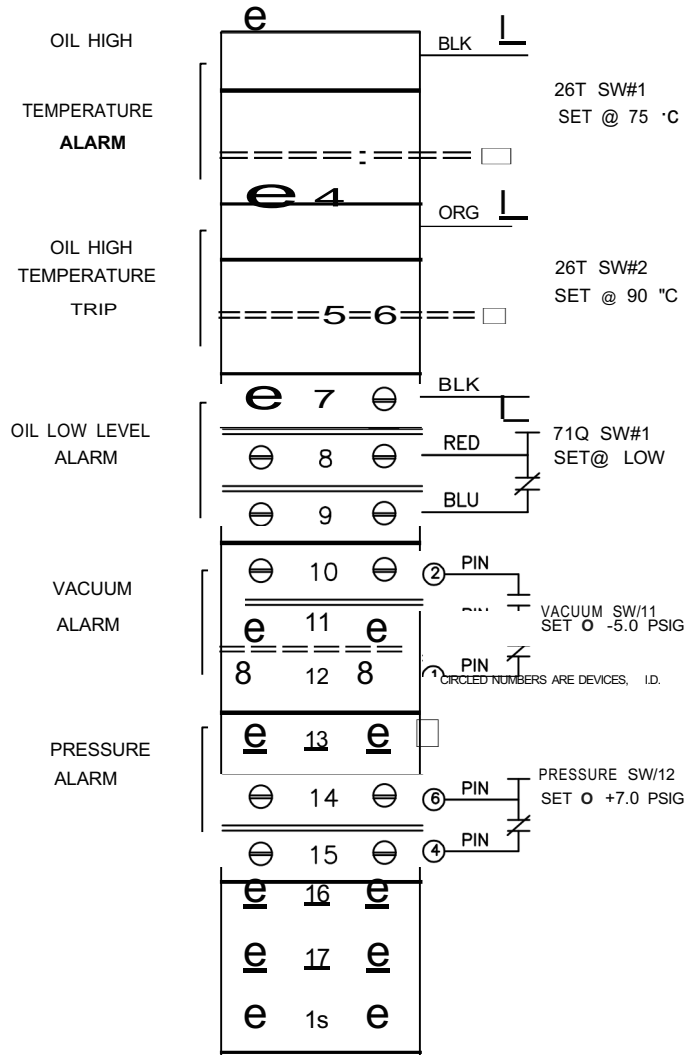 e
OIL HIGH
BLK
26T SW#1
SET @ 75 ·C
TEMPERATURE
ALARM
e 4
ORG
OIL HIGH
TEMPERATURE
TRIP
26T SW#2
SET @ 90 "C
5 6
e 7
BLK
OIL LOW LEVEL
ALARM
8
RED
71Q SW#1
SET@ LOW
9
BLU
10
2 PIN
VACUUM
ALARM
e 11 e
VACUUM SW/11
SET O -5.0 PSIG
8 12 8
1 PIN
CIRCLED NUMBERS ARE DEVICES, I.D.
e 13 e
PRESSURE
ALARM
14
6 PIN
PRESSURE SW/12
SET O +7.0 PSIG
15
4 PIN
e 16 e
e 17 e
e 1s e